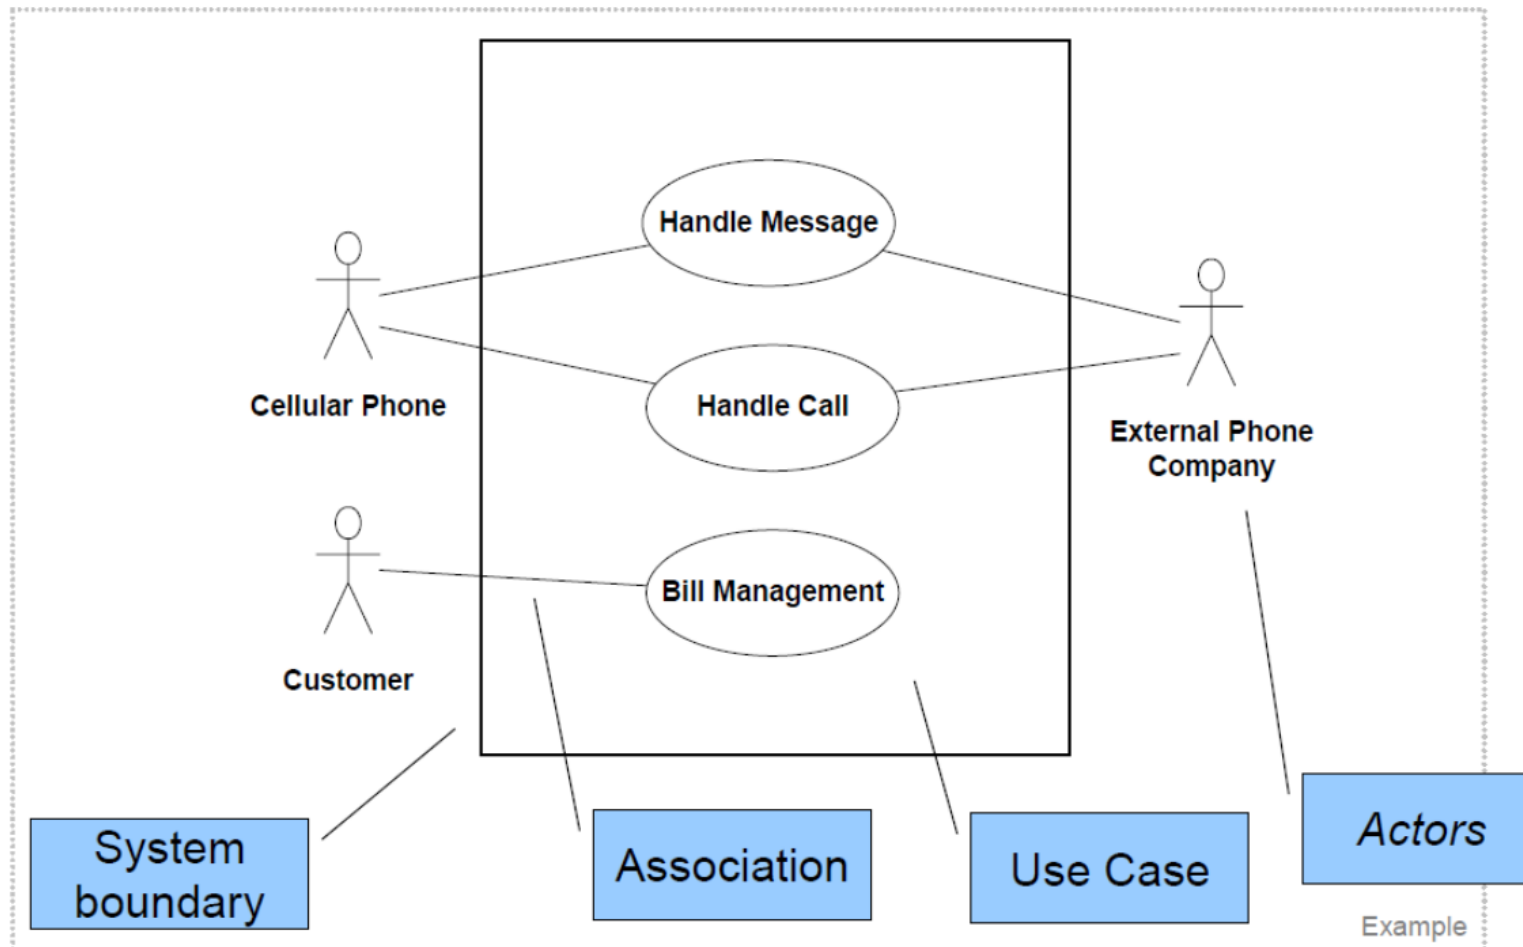 Handle Message
Cellular Phone
Handle Call
External Phone
Company
Bill Management
Customer
System
boundary
Association
Use Case
Actors
Example